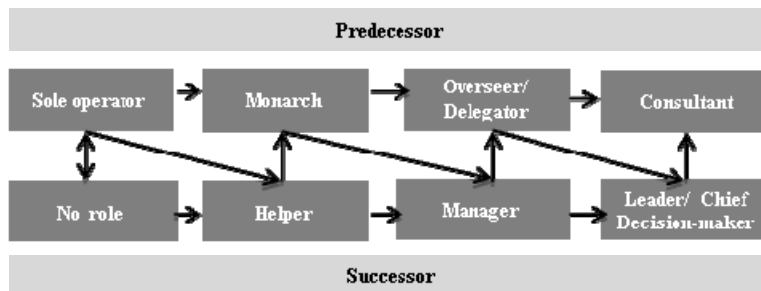 Predecessor
Sole operator
Monarch
Overseer/
Delegator
Consultant
No role
Helper
Manager
Leader/ Chief
Decision-maker
Successor